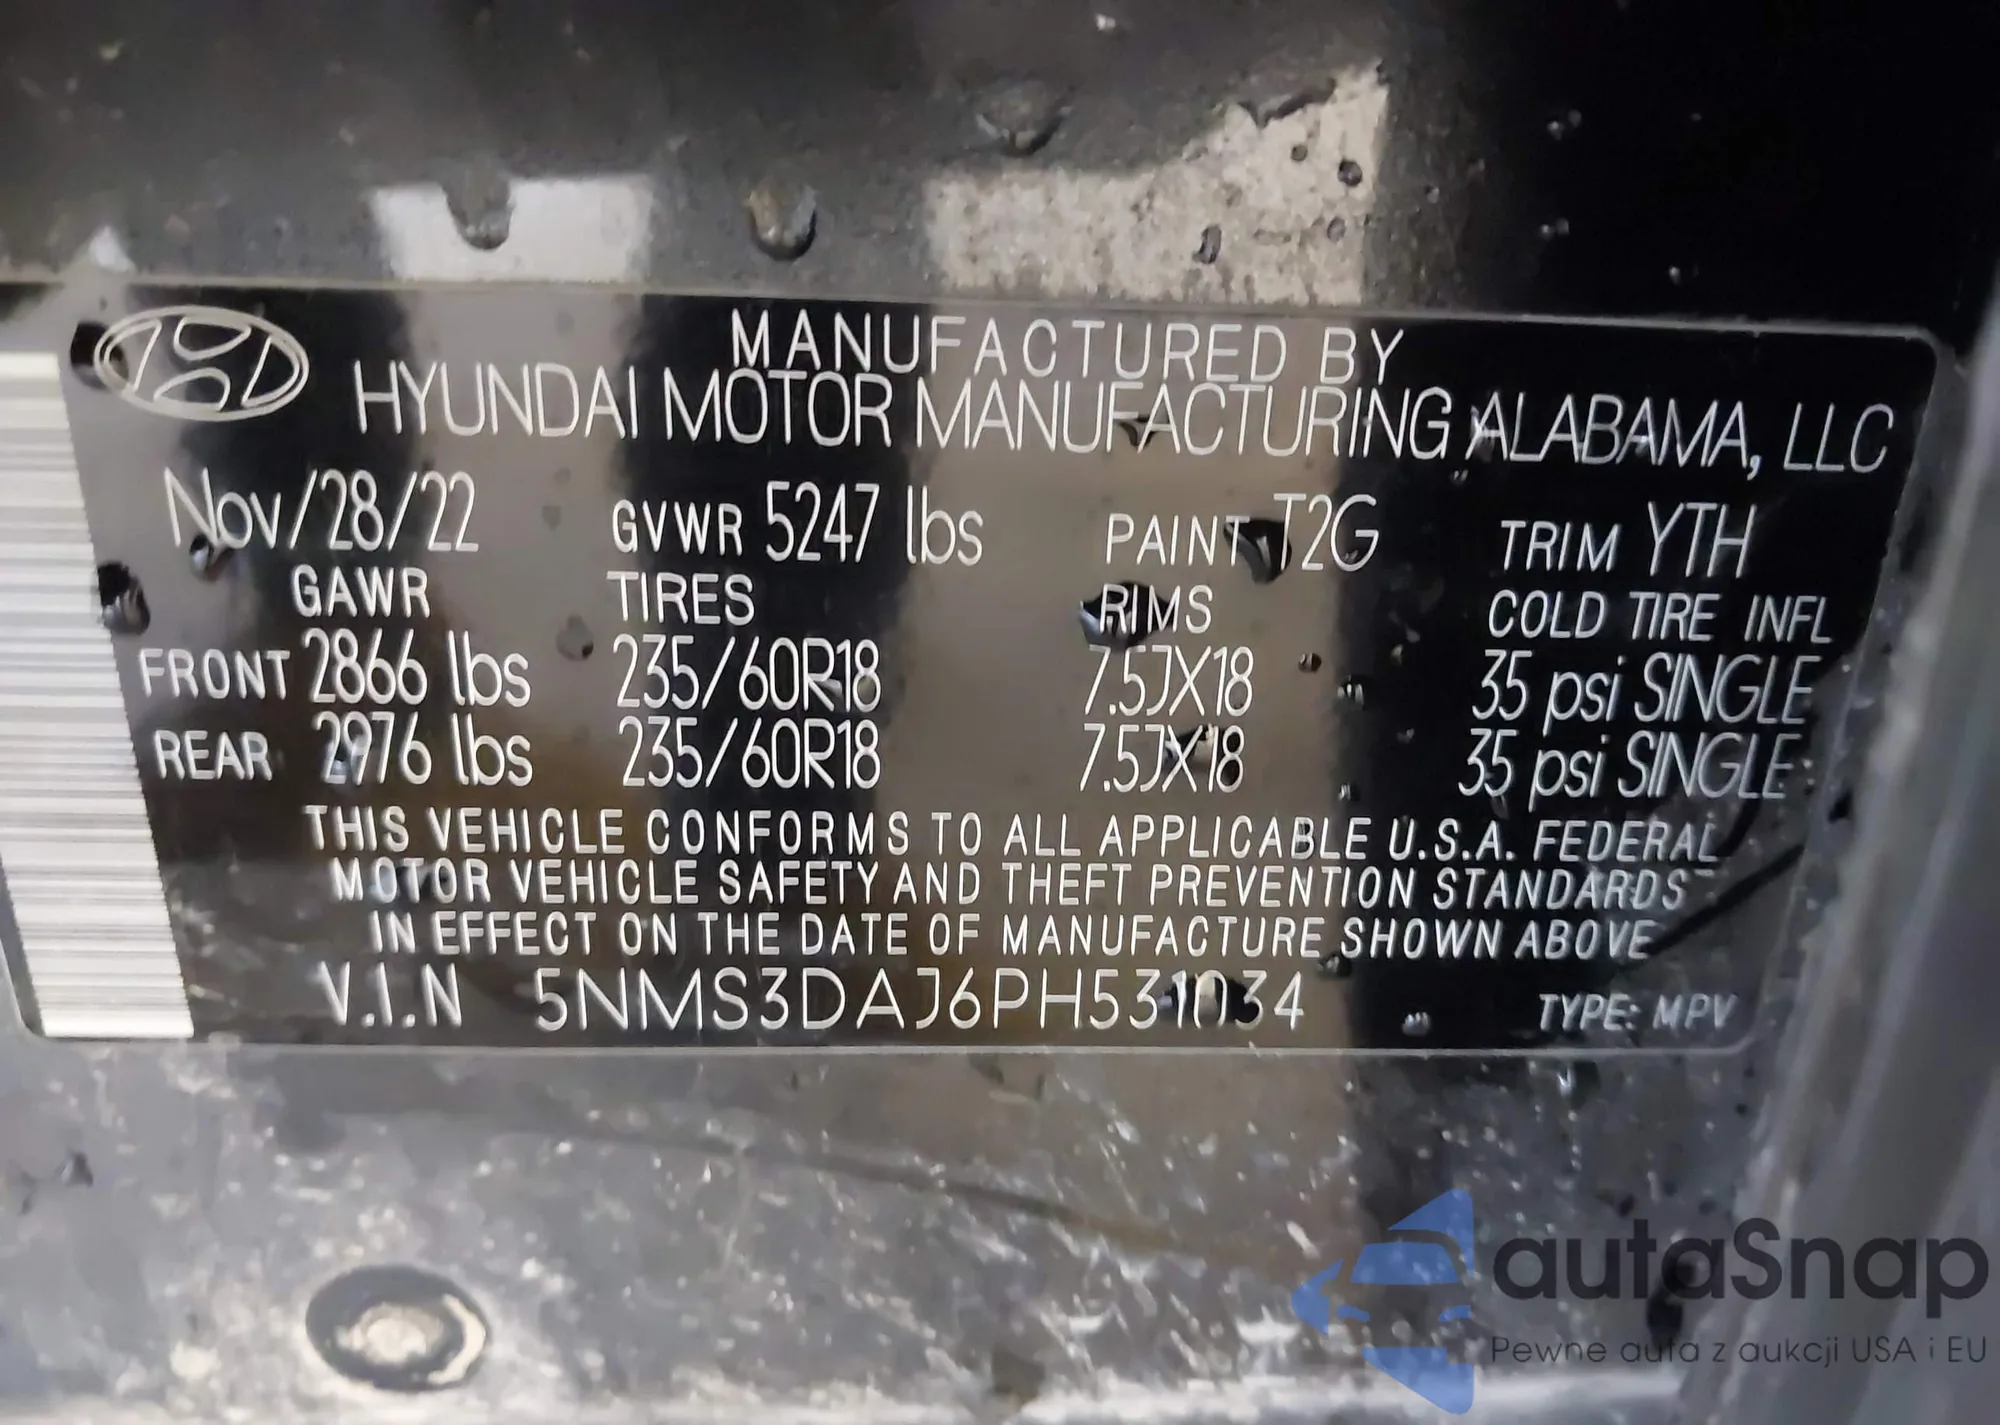 MANUFACTURED BY
HYUNDAI MOTOR MANUFACTURING ALABAMA, LLC
Nov/28/22 GVWR 5247 lbs PAINT T2G TRIM YTH
GAWR TIRES RIMS COLD TIRE INFL
FRONT 2866 lbs 235/60R18 7.5JX18 35 psi SINGLE
REAR 2976 lbs 235/60R18 7.5JX18 35 psi SINGLE
THIS VEHICLE CONFORMS TO ALL APPLICABLE U.S.A. FEDERAL
MOTOR VEHICLE SAFETY AND THEFT PREVENTION STANDARDS
IN EFFECT ON THE DATE OF MANUFACTURE SHOWN ABOVE
V.I.N 5NMS3DAJ6PH531034 TYPE: MPV
autaSnap
Pewne auta z aukcji USA i EU